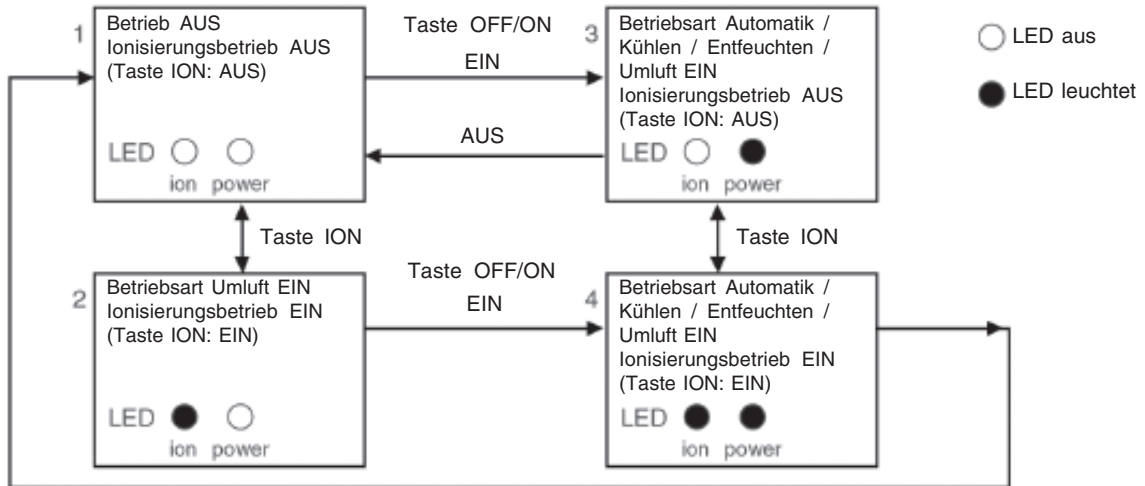 1
Betrieb AUS
Ionisierungsbetrieb AUS
(Taste ION: AUS)
LED
ion power
Taste OFF/ON
EIN
AUS
3
Betriebsart Automatik /
Kühlen / Entfeuchten /
Umluft EIN
Ionisierungsbetrieb AUS
(Taste ION: AUS)
LED
ion power
LED aus
LED leuchtet
Taste ION
Taste ION
2
Betriebsart Umluft EIN
Ionisierungsbetrieb EIN
(Taste ION: EIN)
LED
ion power
Taste OFF/ON
EIN
4
Betriebsart Automatik /
Kühlen / Entfeuchten /
Umluft EIN
Ionisierungsbetrieb EIN
(Taste ION: EIN)
LED
ion power